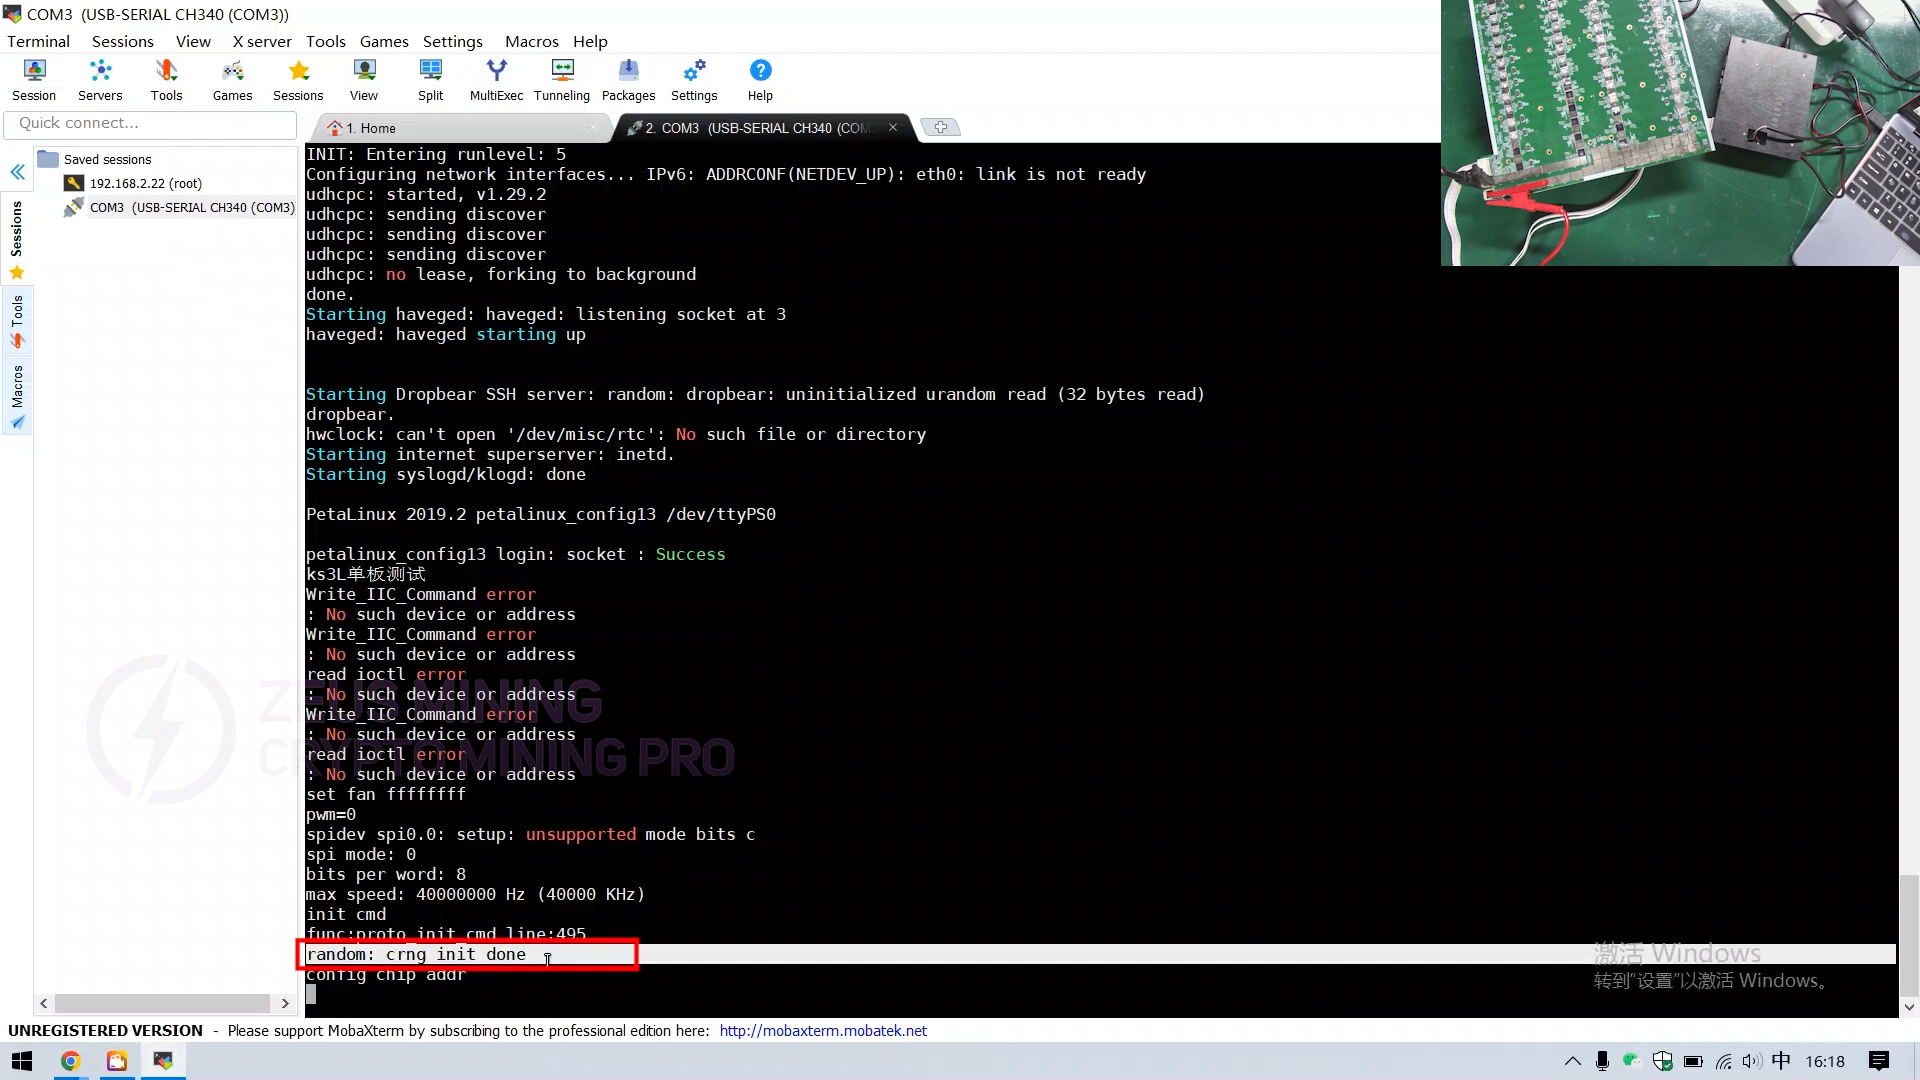 COM3  (USB-SERIAL CH340 (COM3))
Terminal Sessions View X server Tools Games Settings Macros Help
Session Servers Tools Games Sessions View Split MultiExec Tunneling Packages Settings Help
Quick connect...
1. Home
2. COM3  (USB-SERIAL CH340 (COM
Saved sessions
192.168.2.22 (root)
COM3  (USB-SERIAL CH340 (COM3)
Sessions
Tools
Macros
INIT: Entering runlevel: 5
Configuring network interfaces... IPv6: ADDRCONF(NETDEV_UP): eth0: link is not ready
udhcpc: started, v1.29.2
udhcpc: sending discover
udhcpc: sending discover
udhcpc: sending discover
udhcpc: no lease, forking to background
done.
Starting haveged: haveged: listening socket at 3
haveged: haveged starting up
Starting Dropbear SSH server: random: dropbear: uninitialized urandom read (32 bytes read)
dropbear.
hwclock: can't open '/dev/misc/rtc': No such file or directory
Starting internet superserver: inetd.
Starting syslogd/klogd: done
PetaLinux 2019.2 petalinux_config13 /dev/ttyPS0
petalinux_config13 login: socket : Success
ks3L单板测试
Write_IIC_Command error
: No such device or address
Write_IIC_Command error
: No such device or address
read ioctl error
: No such device or address
Write_IIC_Command error
: No such device or address
read ioctl error
: No such device or address
set fan ffffffff
pwm=0
spidev spi0.0: setup: unsupported mode bits c
spi mode: 0
bits per word: 8
max speed: 40000000 Hz (40000 KHz)
init cmd
func:proto_init_cmd line:495
random: crng init done
config chip addr
ZEUS MINING
CRYPTO MINING PRO
激活 Windows
转到"设置"以激活 Windows。
UNREGISTERED VERSION  -  Please support MobaXterm by subscribing to the professional edition here:  http://mobaxterm.mobatek.net
中 16:18